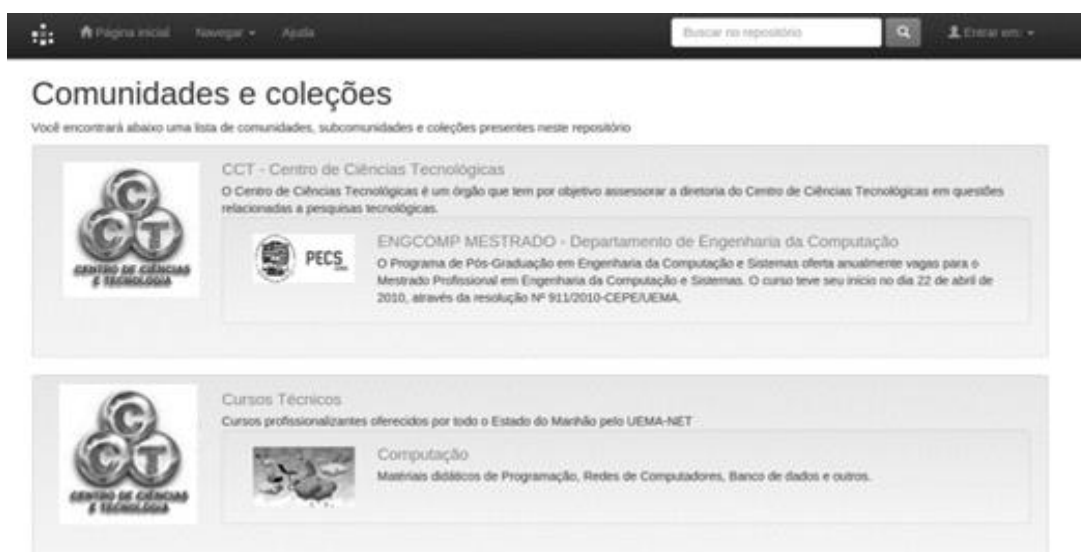 Página inicial
Navegar
Ajuda
Buscar no repositório
Entrar em:
Comunidades e coleções
Você encontrará abaixo uma lista de comunidades, subcomunidades e coleções presentes neste repositório
CCT
CENTRO DE CIÊNCIAS
E TECNOLOGIA
CCT - Centro de Ciências Tecnológicas
O Centro de Ciências Tecnológicas é um órgão que tem por objetivo assessorar a diretoria do Centro de Ciências Tecnológicas em questões
relacionadas a pesquisas tecnológicas.
PECS
ENGCOMP MESTRADO - Departamento de Engenharia da Computação
O Programa de Pós-Graduação em Engenharia da Computação e Sistemas oferta anualmente vagas para o
Mestrado Profissional em Engenharia da Computação e Sistemas. O curso teve seu início no dia 22 de abril de
2010, através da resolução Nº 911/2010-CEPE/UEMA.
CCT
CENTRO DE CIÊNCIAS
E TECNOLOGIA
Cursos Técnicos
Cursos profissionalizantes oferecidos por todo o Estado do Manhão pelo UEMA-NET
Computação
Matériais didáticos de Programação, Redes de Computadores, Banco de dados e outros.